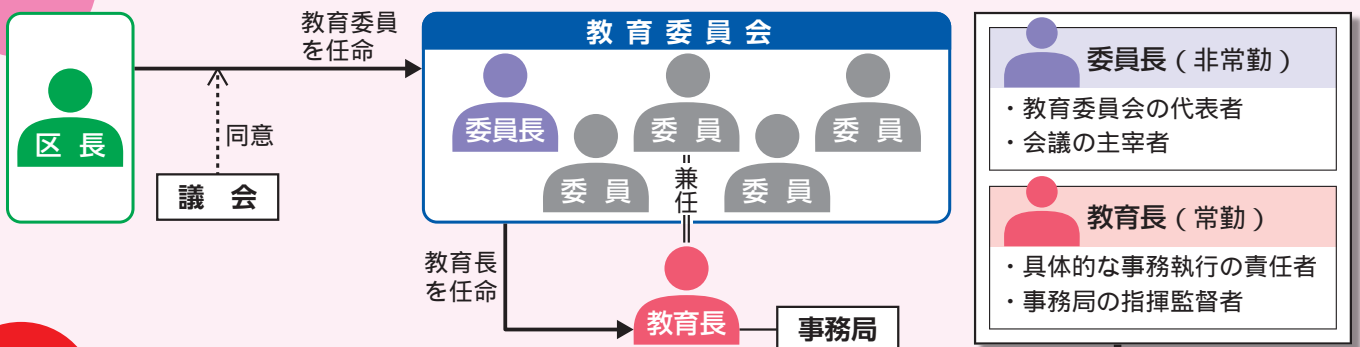 区長
教育委員
を任命
同意
議会
教育委員会
委員長
委員
委員
委員
委員
兼任
教育長
を任命
教育長
事務局
委員長(非常勤)
・教育委員会の代表者
・会議の主宰者
教育長(常勤)
・具体的な事務執行の責任者
・事務局の指揮監督者